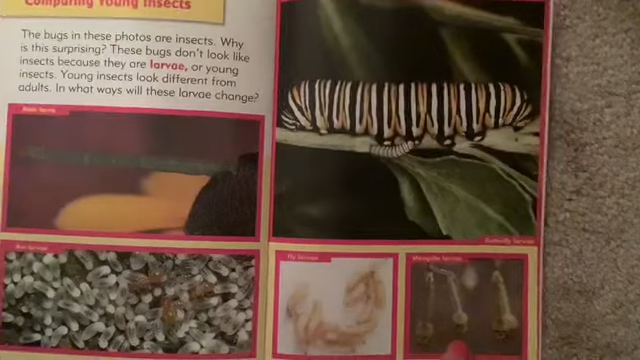 Comparing Young Insects
The bugs in these photos are insects. Why
is this surprising? These bugs don't look like
insects because they are larvae, or young
insects. Young insects look different from
adults. In what ways will these larvae change?
Butterfly larvae
Fly larvae
Mosquito larvae